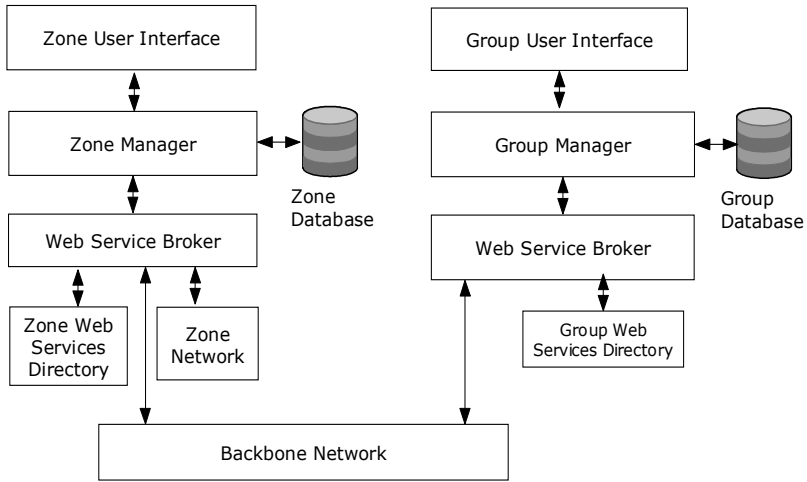 Zone User Interface
Group User Interface
Zone Manager
Group Manager
Zone
Database
Group
Database
Web Service Broker
Web Service Broker
Zone Web
Services
Directory
Zone
Network
Group Web
Services Directory
Backbone Network